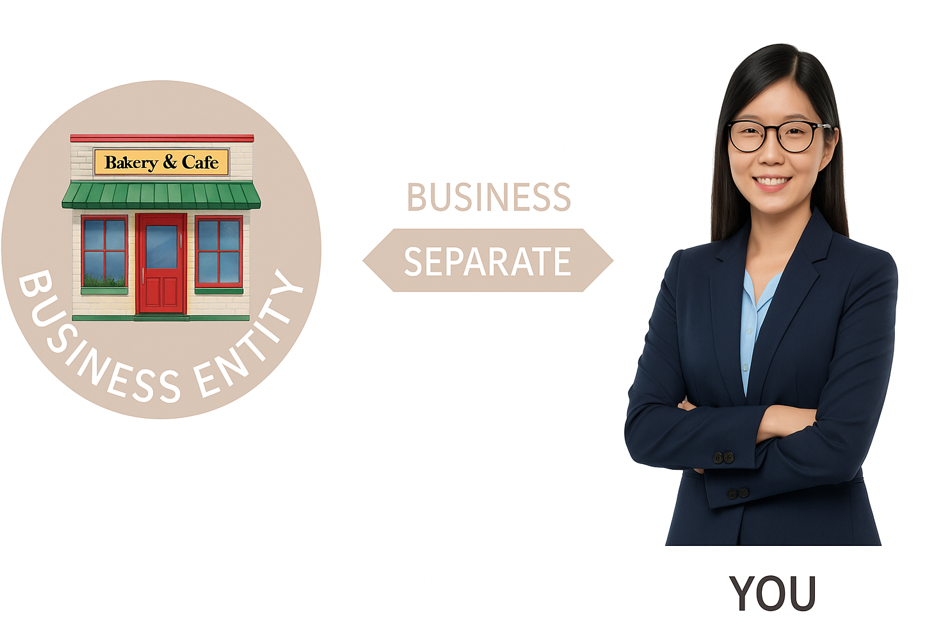 Bakery & Cafe
BUSINESS ENTITY
BUSINESS
SEPARATE
YOU